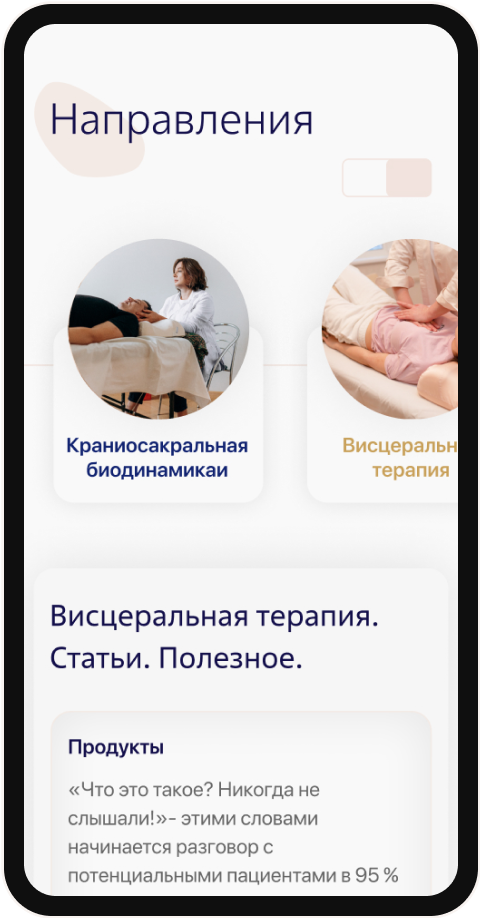 Направления
Краниосакральная
биодинамикаи
терапия
Висцеральная терапия.
Статьи. Полезное.
Продукты
«Что это такое? Никогда не
слышали!»- этими словами
начинается разговор с
потенциальными пациентами в 95 %